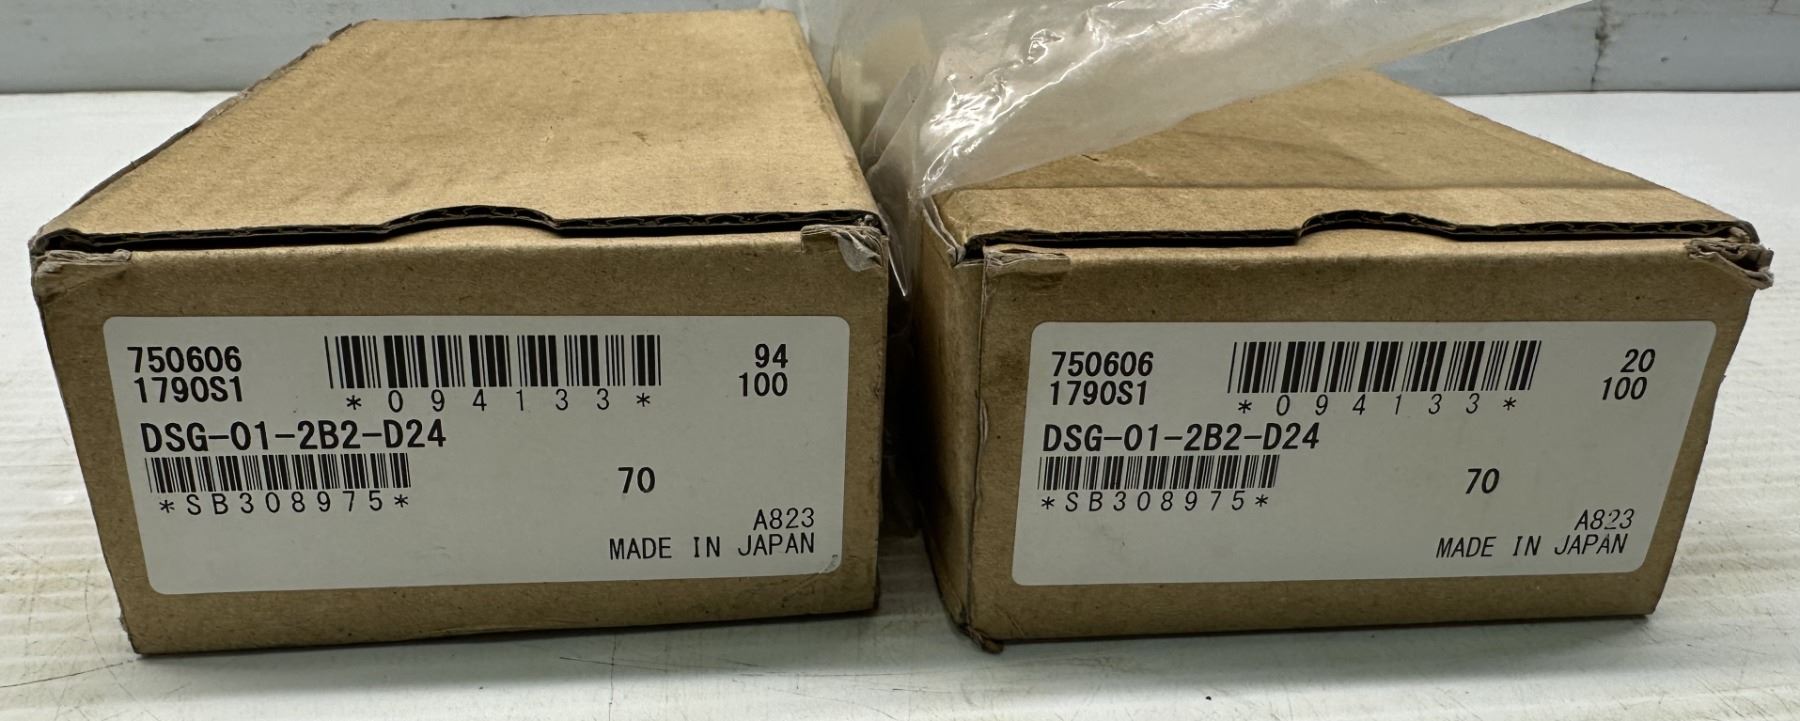 750606
1790S1
*094133*
94
100
DSG-01-2B2-D24
*SB308975*
70
A823
MADE IN JAPAN
750606
1790S1
*094133*
20
100
DSG-01-2B2-D24
*SB308975*
70
A823
MADE IN JAPAN